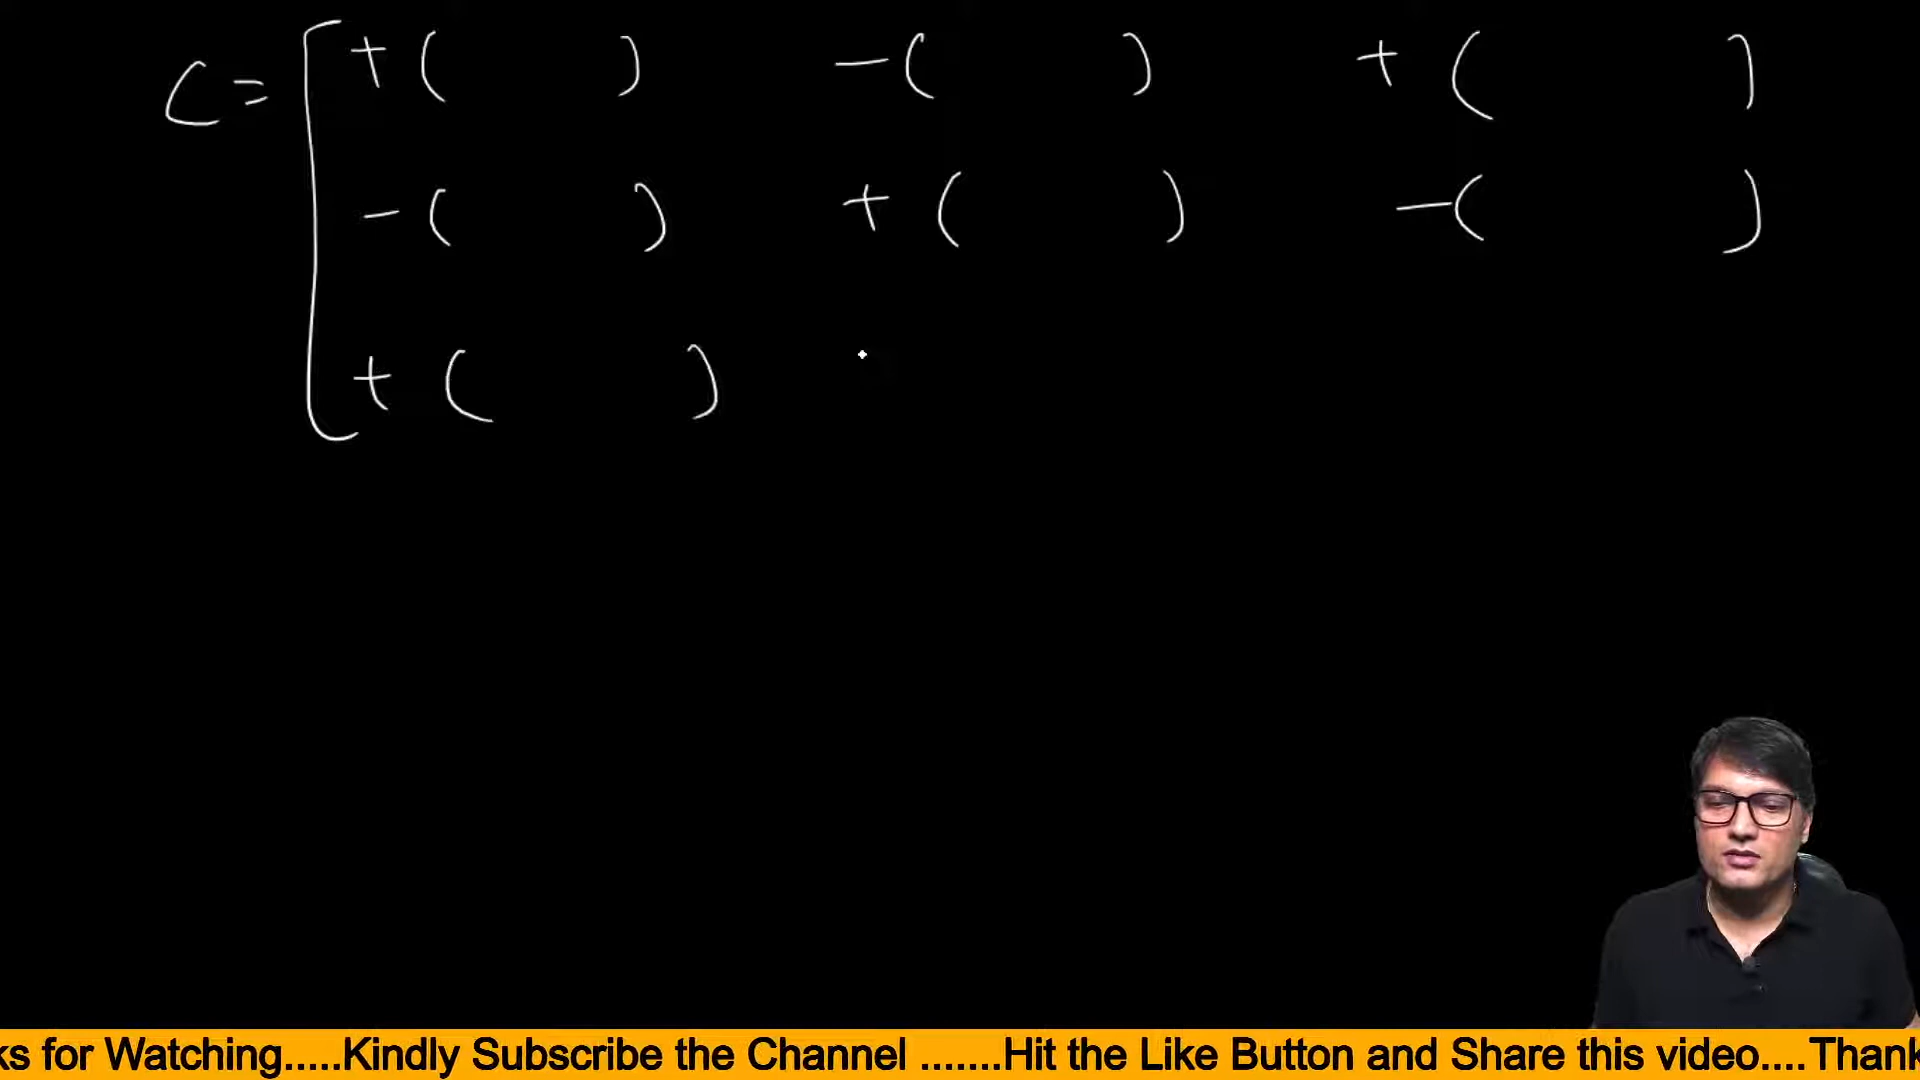 C = [ +( ) -( ) +( )
-( ) +( ) -( )
+( )
ks for Watching.....Kindly Subscribe the Channel .......Hit the Like Button and Share this video....Thank